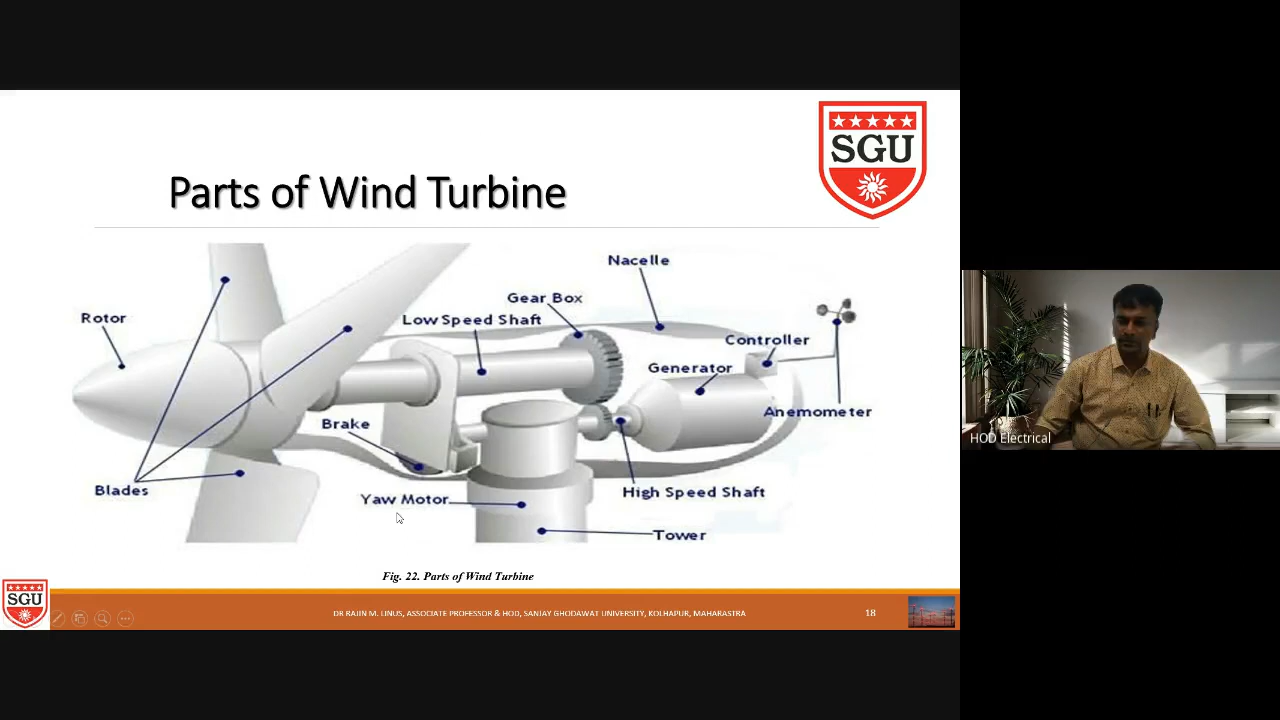 SGU
Parts of Wind Turbine
Nacelle
Gear Box
Rotor
Low Speed Shaft
Controller
Generator
Anemometer
Brake
Blades
Yaw Motor
High Speed Shaft
Tower
HOD Electrical
Fig. 22. Parts of Wind Turbine
SGU
DR RAJIN M. LINUS, ASSOCIATE PROFESSOR & HOD, SANJAY GHODAWAT UNIVERSITY, KOLHAPUR, MAHARASTRA
18